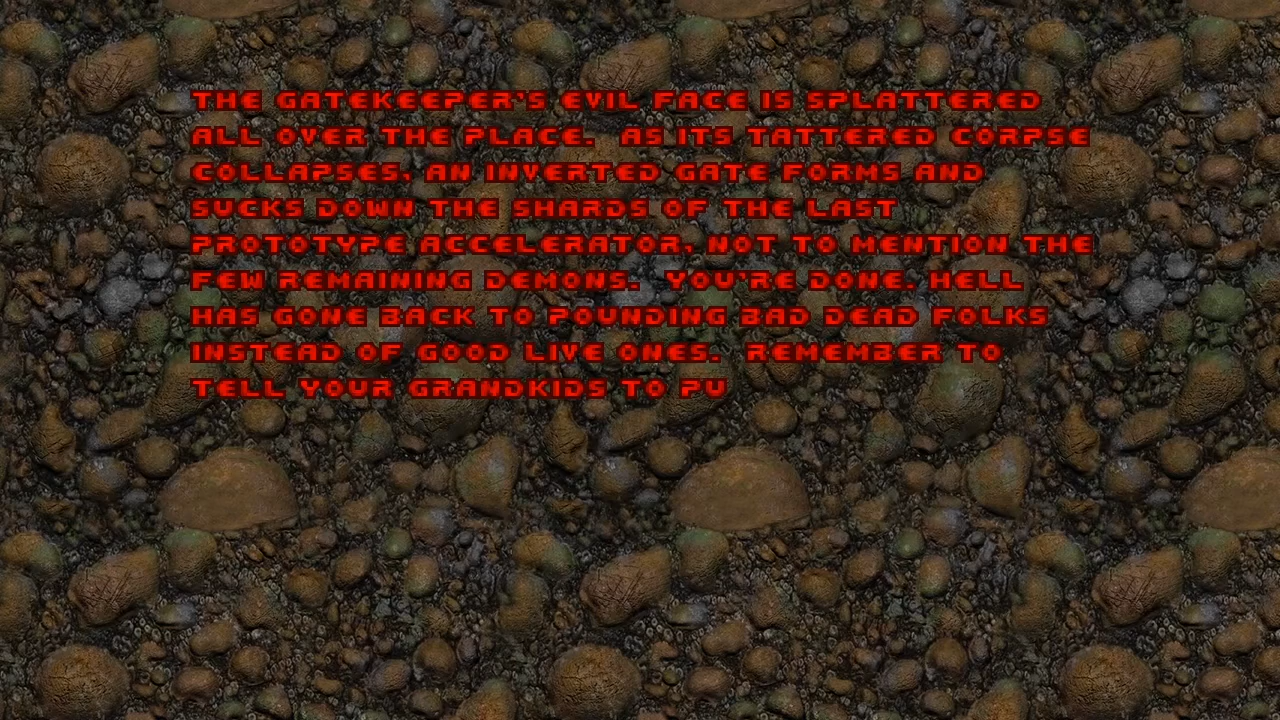 THE GATEKEEPER'S EVIL FACE IS SPLATTERED
ALL OVER THE PLACE.  AS ITS TATTERED CORPSE
COLLAPSES, AN INVERTED GATE FORMS AND
SUCKS DOWN THE SHARDS OF THE LAST
PROTOTYPE ACCELERATOR, NOT TO MENTION THE
FEW REMAINING DEMONS.  YOU'RE DONE. HELL
HAS GONE BACK TO POUNDING BAD DEAD FOLKS
INSTEAD OF GOOD LIVE ONES.  REMEMBER TO
TELL YOUR GRANDKIDS TO PU